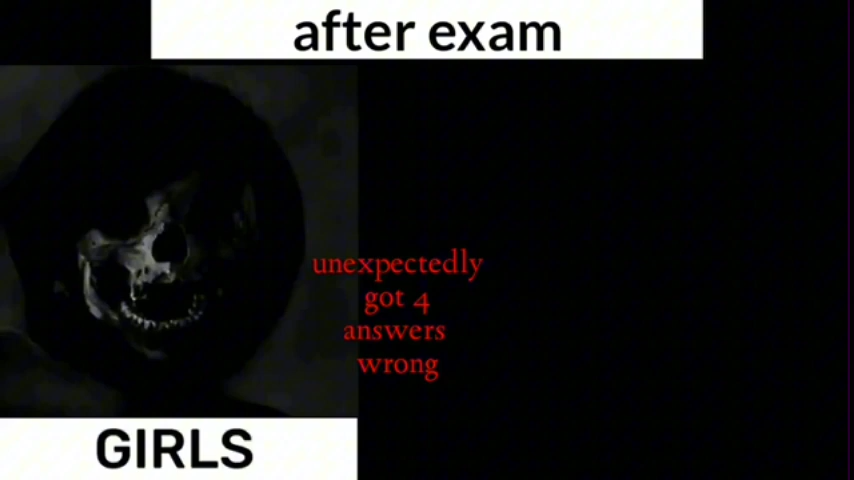 after exam
unexpectedly
got 4
answers
wrong
GIRLS